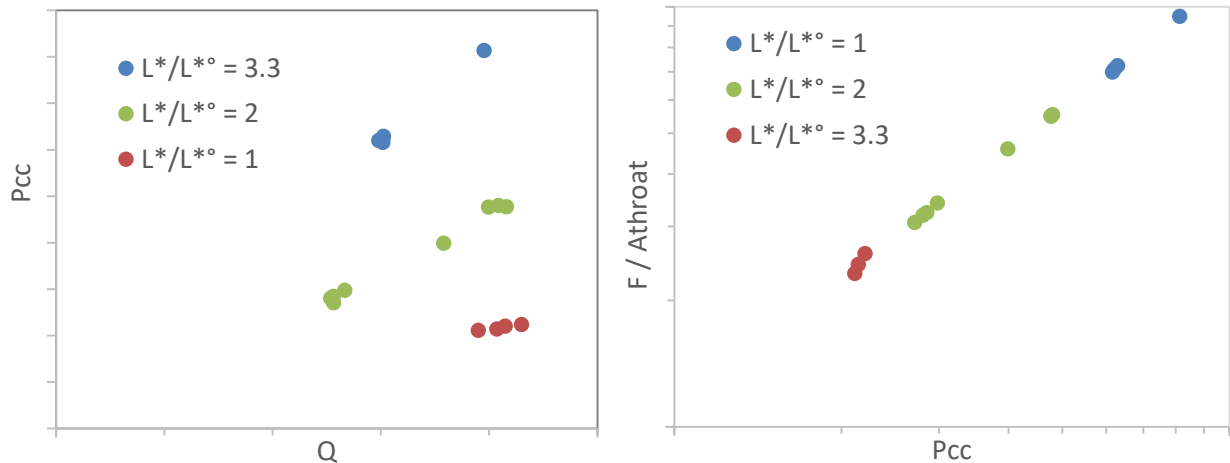 L*/L*° = 3.3
L*/L*° = 2
L*/L*° = 1
Pcc
Q
L*/L*° = 1
L*/L*° = 2
L*/L*° = 3.3
F / Athroat
Pcc